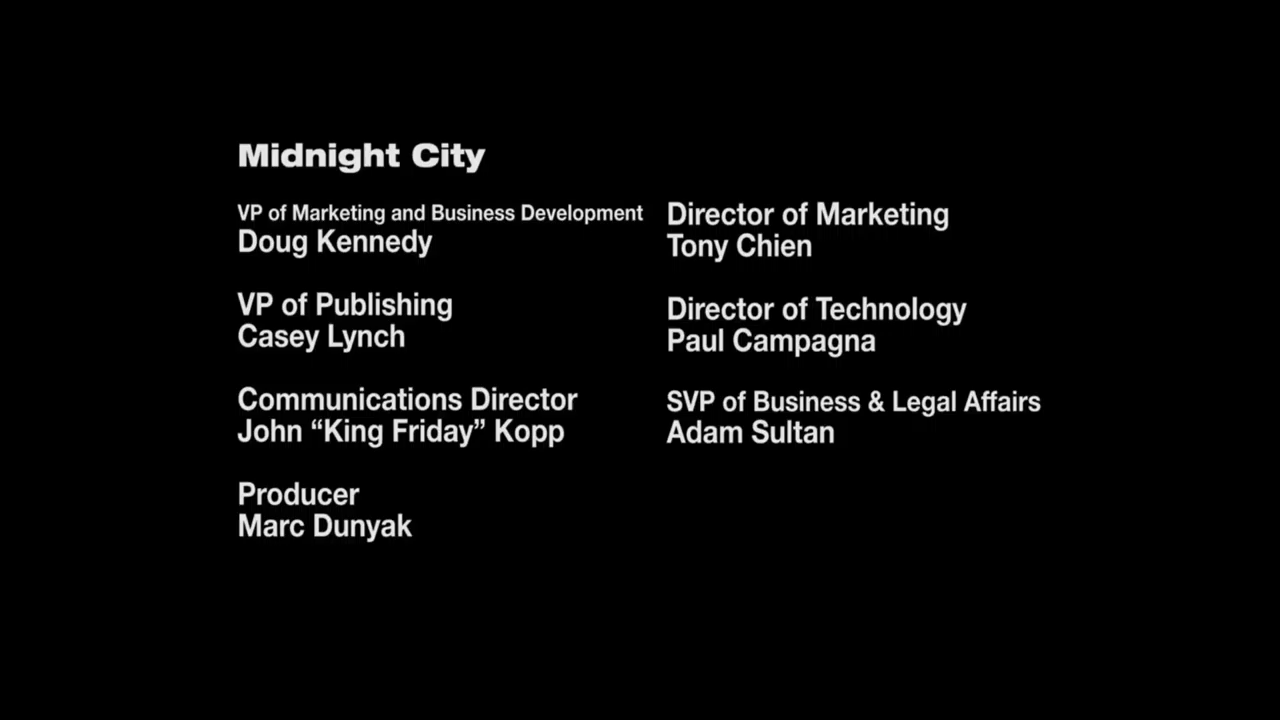 Midnight City
VP of Marketing and Business Development
Doug Kennedy
VP of Publishing
Casey Lynch
Communications Director
John “King Friday” Kopp
Producer
Marc Dunyak
Director of Marketing
Tony Chien
Director of Technology
Paul Campagna
SVP of Business & Legal Affairs
Adam Sultan